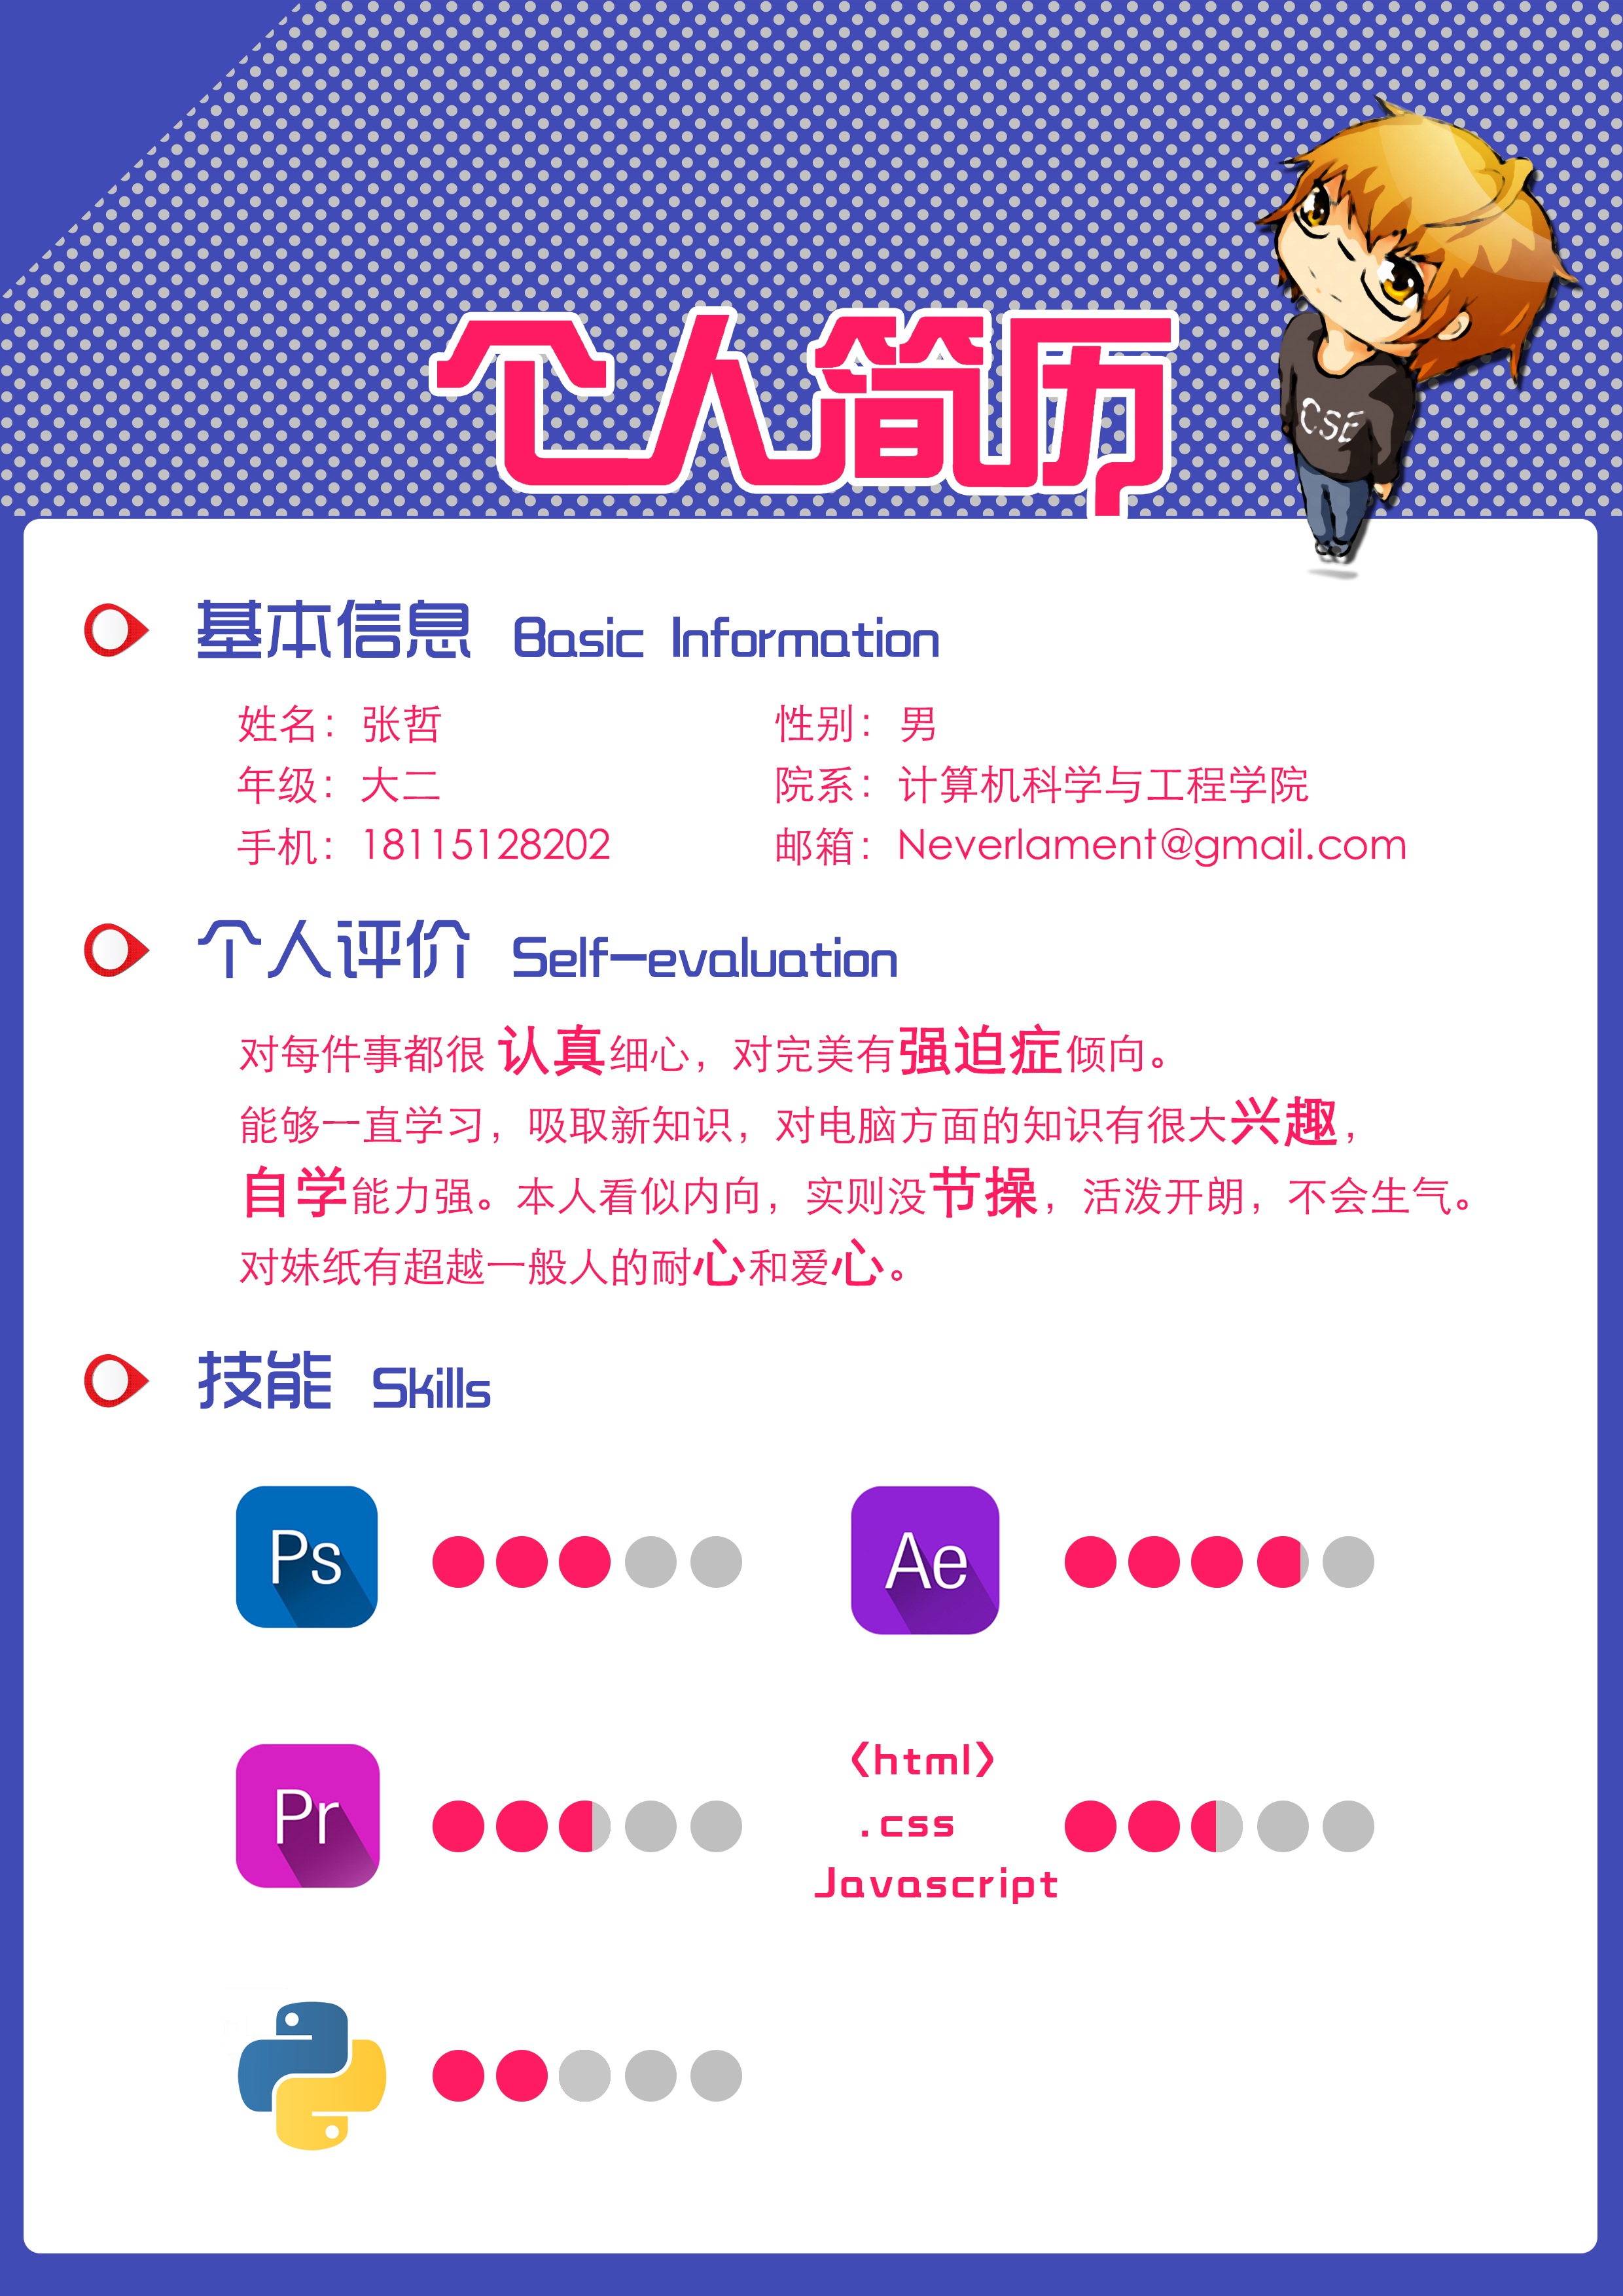 个人简历
CSE
基本信息 Basic Information
姓名：张哲 性别：男
年级：大二 院系：计算机科学与工程学院
手机：18115128202 邮箱：Neverlament@gmail.com
个人评价 Self-evaluation
对每件事都很 认真细心，对完美有强迫症倾向。
能够一直学习，吸取新知识，对电脑方面的知识有很大兴趣，
自学能力强。本人看似内向，实则没节操，活泼开朗，不会生气。
对妹纸有超越一般人的耐心和爱心。
技能 Skills
Ps Ae
Pr
<html>
.css
Javascript